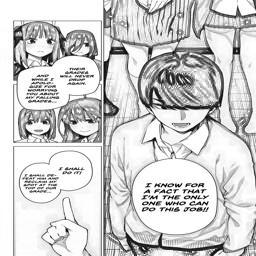 AND
WHILE I
APOLO-
GIZE FOR
WORRYING
YOU ABOUT
MY FALLING
GRADES...
THEIR
GRADES
WILL NEVER
DROP
AGAIN.
I SHALL
DO IT!
I SHALL DE-
FEAT HIM AND
RECLAIM MY
SPOT AT THE
TOP OF OUR
GRADE...
I KNOW FOR
A FACT THAT
I'M THE ONLY
ONE WHO CAN
DO THIS JOB!!